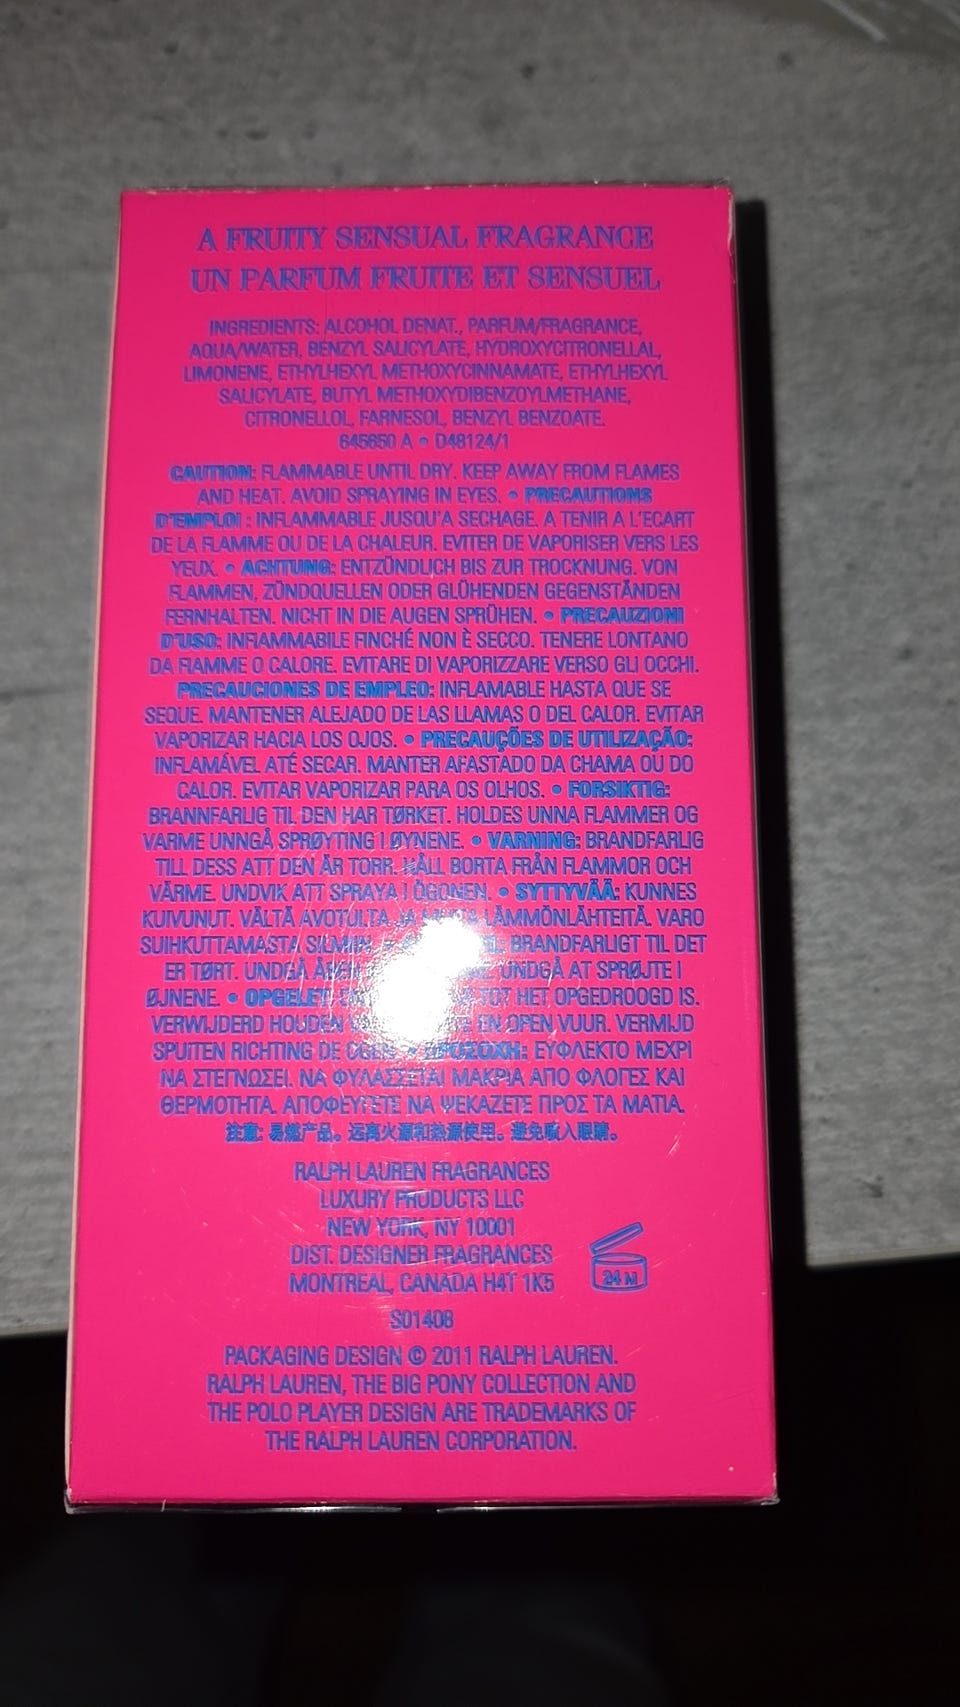 A FRUITY SENSUAL FRAGRANCE
UN PARFUM FRUITE ET SENSUEL
INGREDIENTS: ALCOHOL DENAT., PARFUM/FRAGRANCE,
AQUA/WATER, BENZYL SALICYLATE, HYDROXYCITRONELLAL,
LIMONENE, ETHYLHEXYL METHOXYCINNAMATE, ETHYLHEXYL
SALICYLATE, BUTYL METHOXYDIBENZOYLMETHANE,
CITRONELLOL, FARNESOL, BENZYL BENZOATE.
645650 A • D48124/1
CAUTION: FLAMMABLE UNTIL DRY. KEEP AWAY FROM FLAMES
AND HEAT. AVOID SPRAYING IN EYES. • PRECAUTIONS
D'EMPLOI : INFLAMMABLE JUSQU'A SECHAGE. A TENIR A L'ECART
DE LA FLAMME OU DE LA CHALEUR. EVITER DE VAPORISER VERS LES
YEUX. • ACHTUNG: ENTZÜNDLICH BIS ZUR TROCKNUNG. VON
FLAMMEN, ZÜNDQUELLEN ODER GLÜHENDEN GEGENSTÄNDEN
FERNHALTEN. NICHT IN DIE AUGEN SPRÜHEN. • PRECAUZIONI
D'USO: INFIAMMABILE FINCHÉ NON È SECCO. TENERE LONTANO
DA FIAMME O CALORE. EVITARE DI VAPORIZZARE VERSO GLI OCCHI.
PRECAUCIONES DE EMPLEO: INFLAMABLE HASTA QUE SE
SEQUE. MANTENER ALEJADO DE LAS LLAMAS O DEL CALOR. EVITAR
VAPORIZAR HACIA LOS OJOS. • PRECAUÇÕES DE UTILIZAÇÃO:
INFLAMÁVEL ATÉ SECAR. MANTER AFASTADO DA CHAMA OU DO
CALOR. EVITAR VAPORIZAR PARA OS OLHOS. • FORSIKTIG:
BRANNFARLIG TIL DEN HAR TØRKET. HOLDES UNNA FLAMMER OG
VARME UNNGÅ SPRØYTING I ØYNENE. • VARNING: BRANDFARLIG
TILL DESS ATT DEN ÄR TORR. HÅLL BORTA FRÅN FLAMMOR OCH
VÄRME. UNDVIK ATT SPRAYA I ÖGONEN. • SYTTYVÄÄ: KUNNES
KUIVUNUT. VÄLTÄ AVOTULTA JA LÄMMÖNLÄHTEITÄ. VARO
SUIHKUTTAMASTA BRANDFARLIGT TIL DET
ER TØRT. UNDGÅ UNDGÅ AT SPRØJTE I
ØJNENE. • OPGELET: TOT HET OPGEDROOGD IS.
VERWIJDERD HOUDEN EN OPEN VUUR. VERMIJD
SPUITEN RICHTING DE • ΠΡΟΣΟΧΗ: ΕΥΦΛΕΚΤΟ ΜΕΧΡΙ
ΝΑ ΣΤΕΓΝΩΣΕΙ. ΝΑ ΦΥΛΑΣΣΕΤΑΙ ΜΑΚΡΙΑ ΑΠΟ ΦΛΟΓΕΣ ΚΑΙ
ΘΕΡΜΟΤΗΤΑ. ΑΠΟΦΕΥΓΕΤΕ ΝΑ ΨΕΚΑΖΕΤΕ ΠΡΟΣ ΤΑ ΜΑΤΙΑ.
注意: 易燃产品。远离火源和热源使用。避免喷入眼睛。
RALPH LAUREN FRAGRANCES
LUXURY PRODUCTS LLC
NEW YORK, NY 10001
DIST. DESIGNER FRAGRANCES
MONTREAL, CANADA H4T 1K5
24 M
S01408
PACKAGING DESIGN © 2011 RALPH LAUREN.
RALPH LAUREN, THE BIG PONY COLLECTION AND
THE POLO PLAYER DESIGN ARE TRADEMARKS OF
THE RALPH LAUREN CORPORATION.